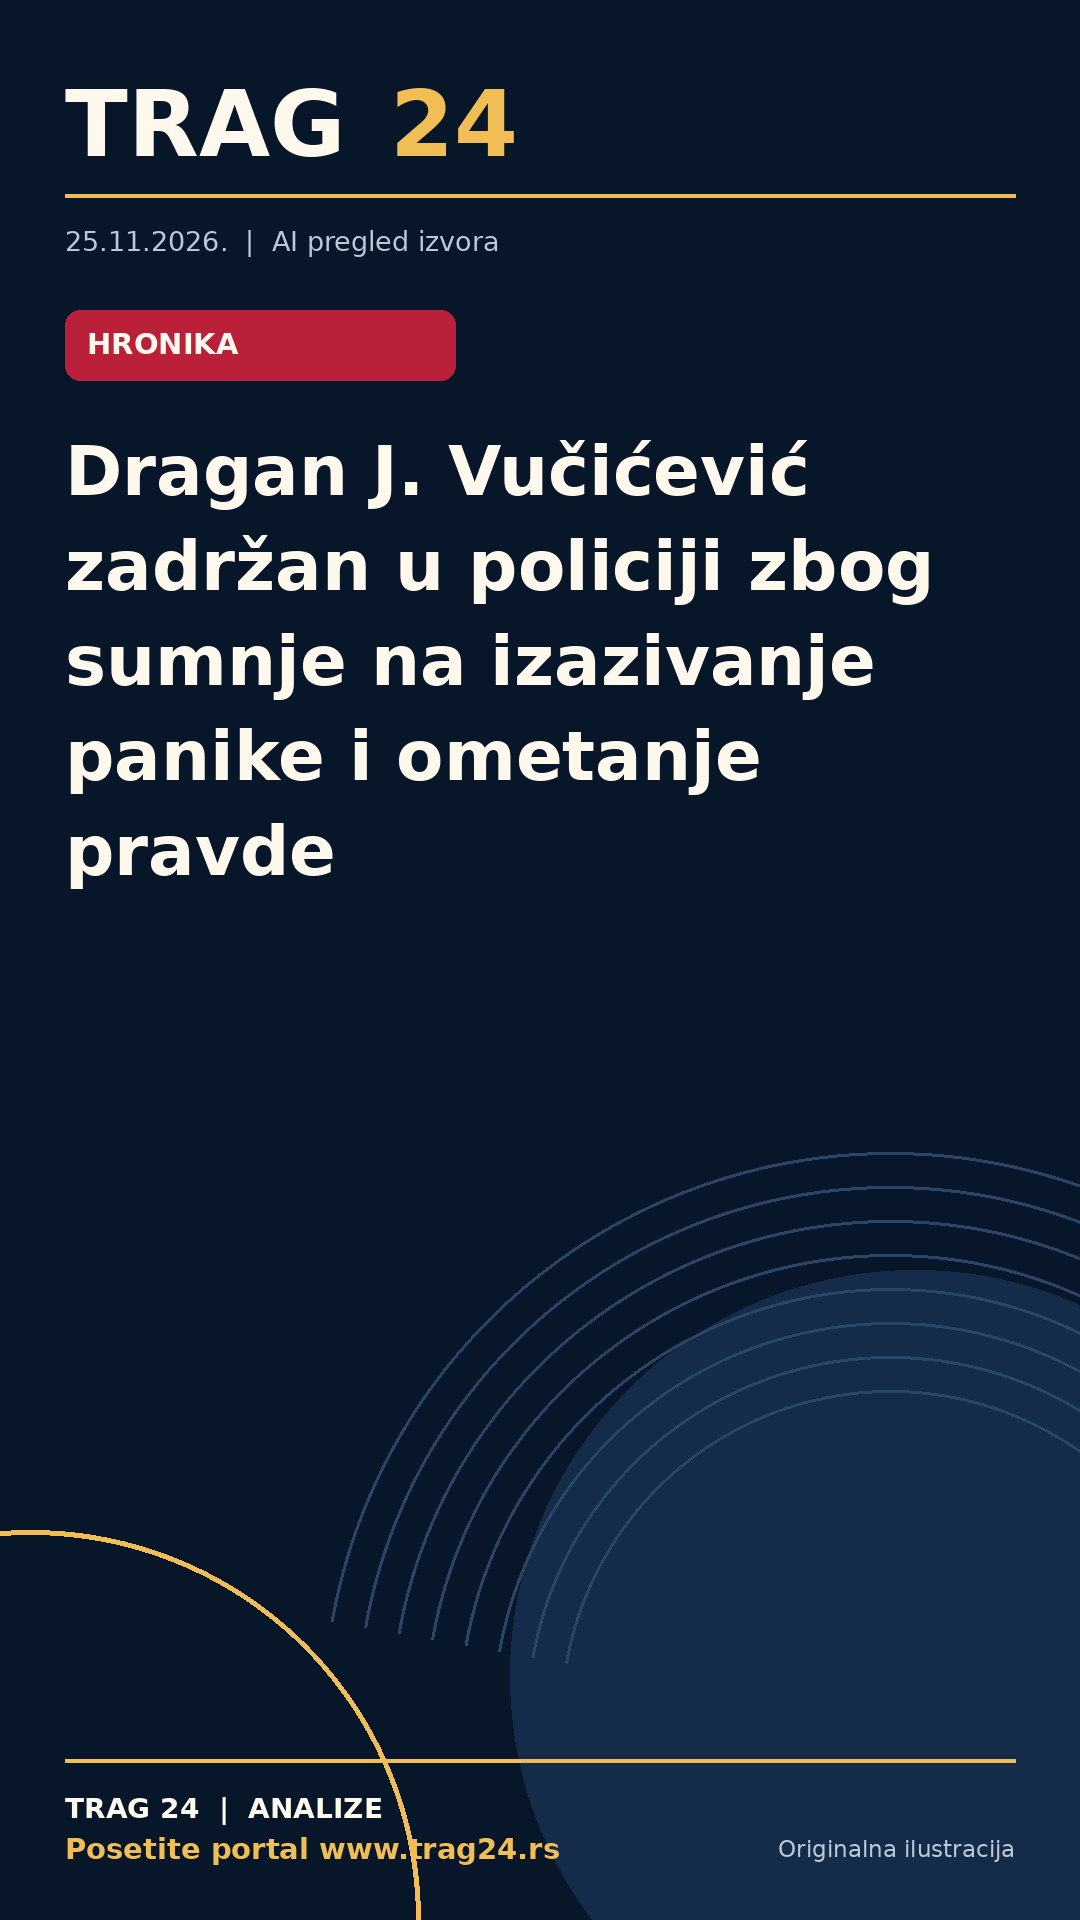 TRAG 24
25.11.2026. | AI pregled izvora
HRONIKA
Dragan J. Vučićević
zadržan u policiji zbog
sumnje na izazivanje
panike i ometanje
pravde
TRAG 24 | ANALIZE
Posetite portal www.trag24.rs
Originalna ilustracija